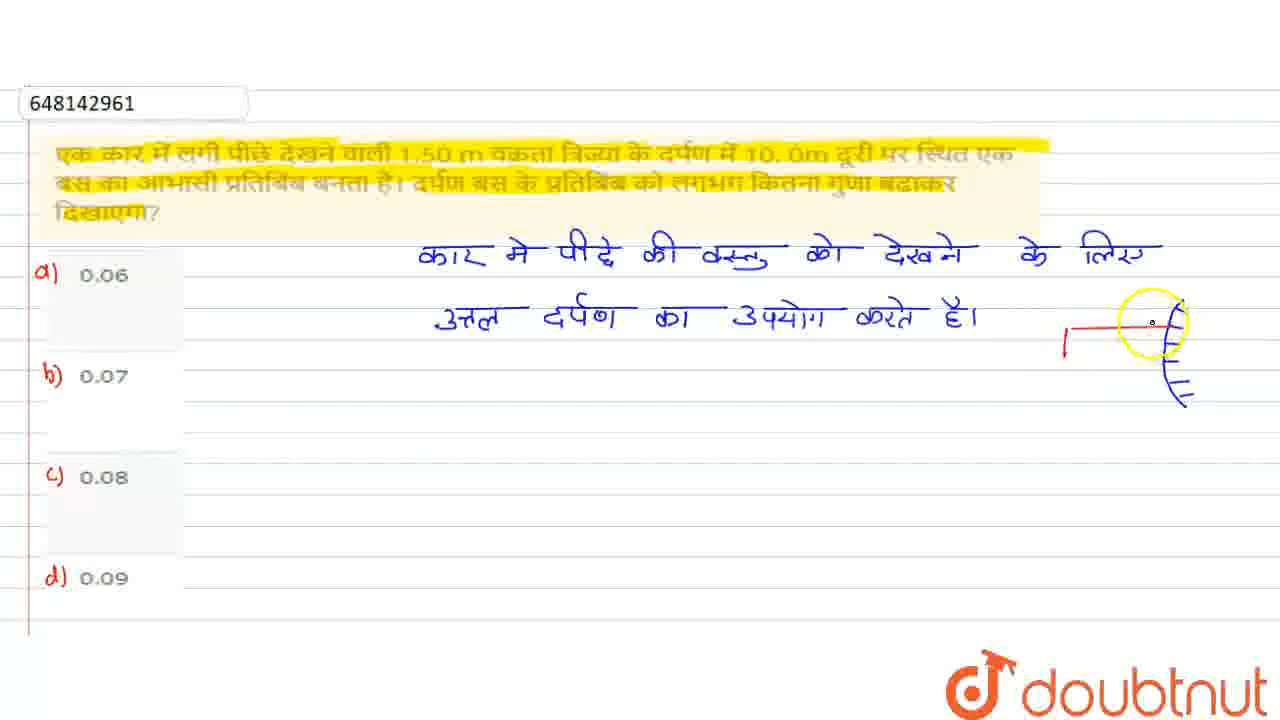 648142961
एक कार में लगी पीछे देखने वाली 1.50 m वक्रता त्रिज्या के दर्पण में 10. 0m दूरी पर स्थित एक
बस का आभासी प्रतिबिंब बनता है। दर्पण बस के प्रतिबिंब को लगभग कितना गुणा बढाकर
दिखाएगा?
कार मे पीछे की वस्तु को देखने के लिए
a) 0.06
उत्तल दर्पण का उपयोग करते है।
b) 0.07
c) 0.08
d) 0.09
doubtnut